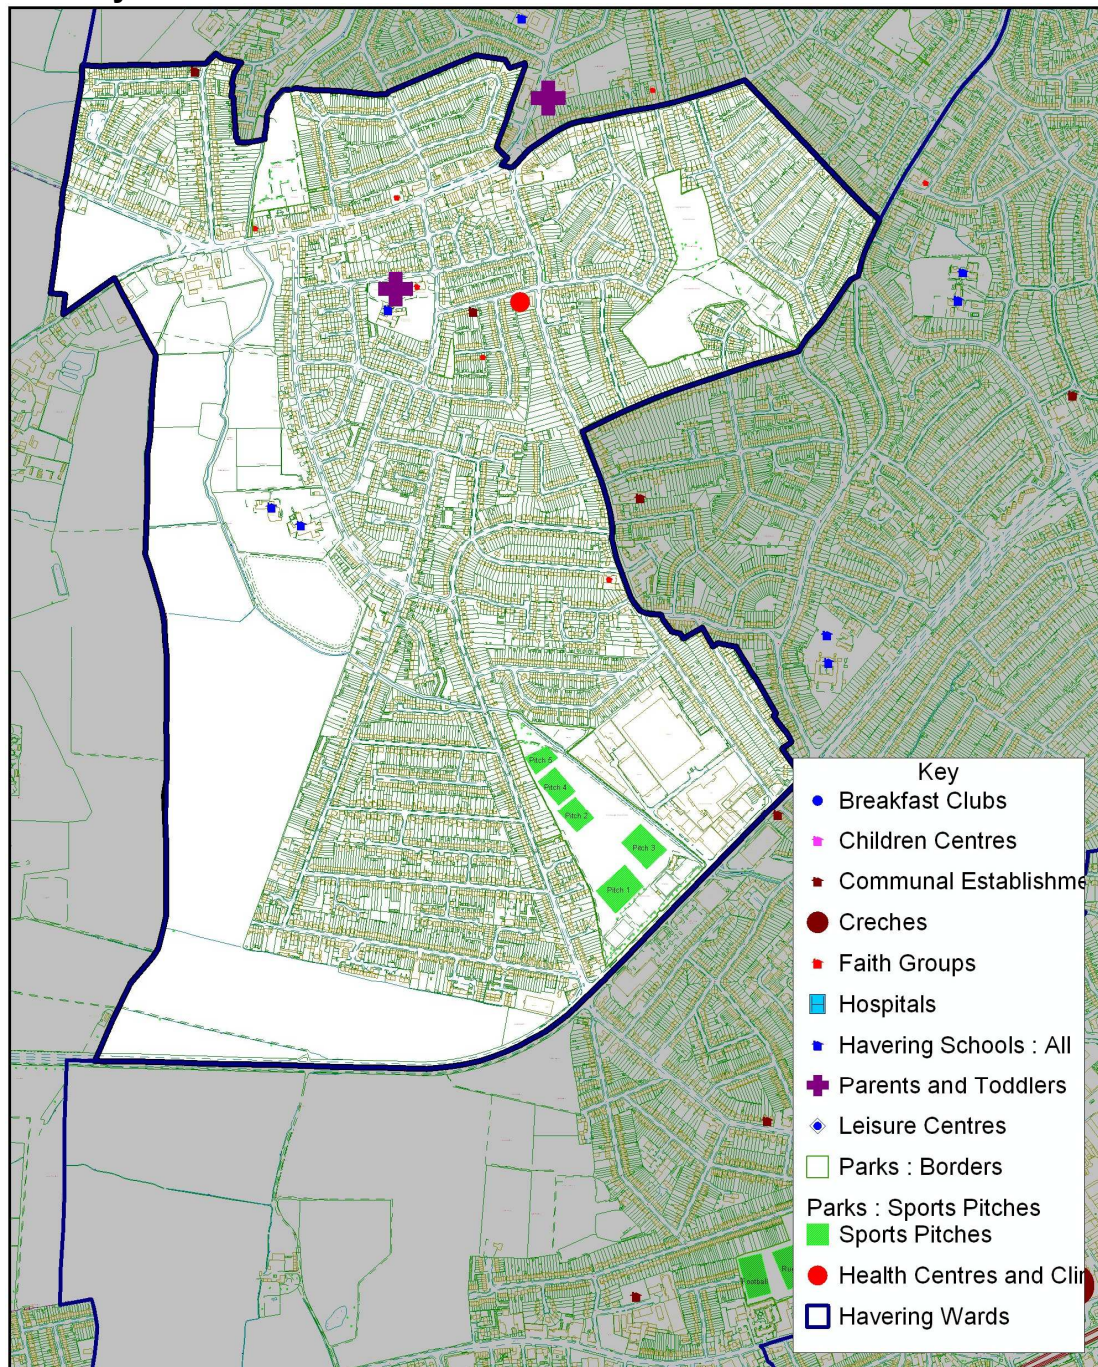 Pitch 5
Pitch 4
Pitch 2
Pitch 3
Pitch 1
Football
Key
Breakfast Clubs
Children Centres
Communal Establishme
Creches
Faith Groups
Hospitals
Havering Schools : All
Parents and Toddlers
Leisure Centres
Parks : Borders
Parks : Sports Pitches
Sports Pitches
Health Centres and Clin
Havering Wards